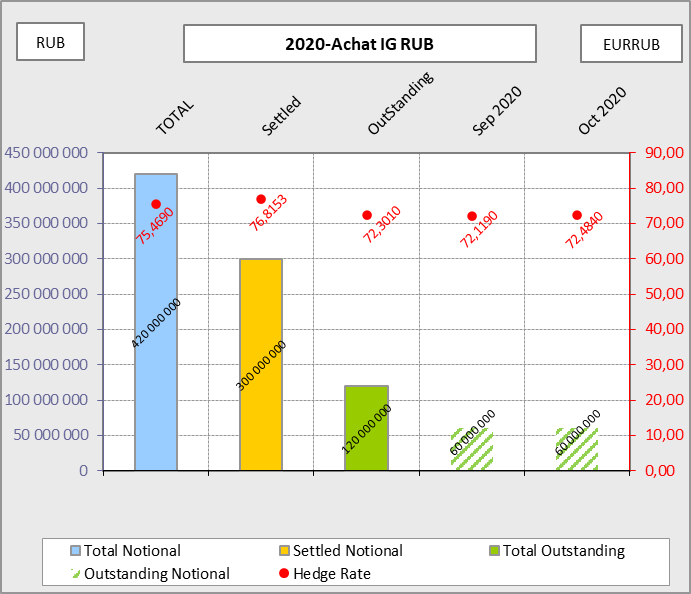 RUB
2020-Achat IG RUB
EURRUB
TOTAL
Settled
OutStanding
Sep 2020
Oct 2020
450 000 000
400 000 000
350 000 000
300 000 000
250 000 000
200 000 000
150 000 000
100 000 000
50 000 000
0
90,00
80,00
70,00
60,00
50,00
40,00
30,00
20,00
10,00
0,00
75,4690
76,8153
72,3010
72,1190
72,4840
420 000 000
300 000 000
120 000 000
60 000 000
60 000 000
Total Notional
Settled Notional
Total Outstanding
Outstanding Notional
Hedge Rate